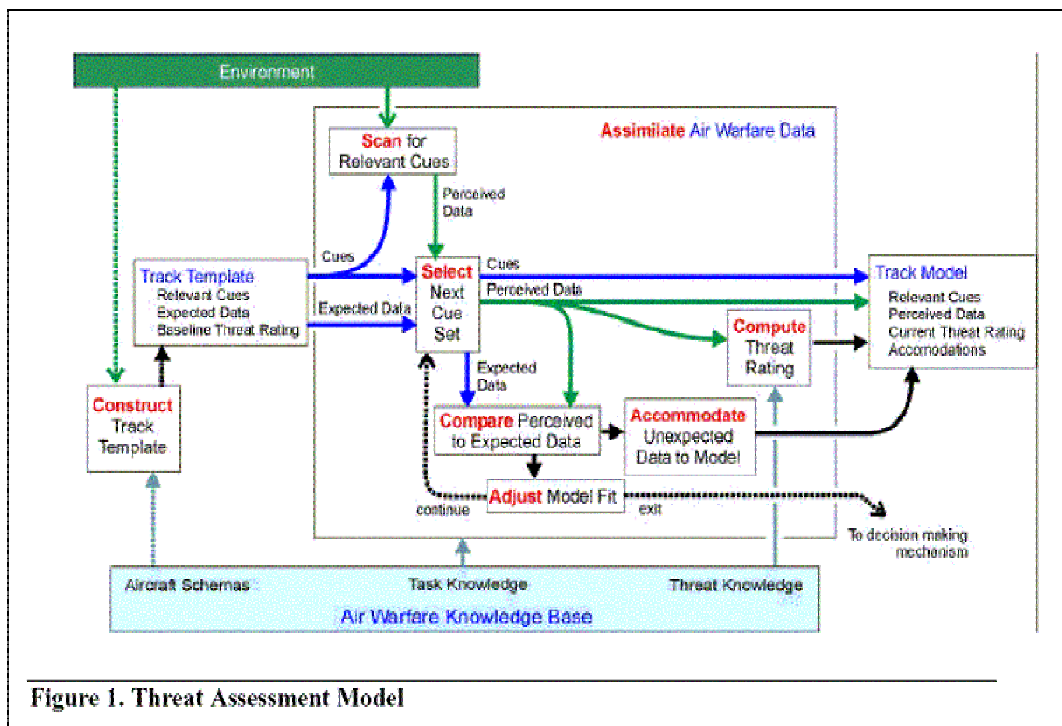 Environment
Assimilate Air Warfare Data
Scan for
Relevant Cues
Perceived
Data
Cues
Track Template
Relevant Cues
Expected Data
Baseline Threat Rating
Expected Data
Select
Next
Cue
Set
Cues
Perceived Data
Track Model
Relevant Cues
Perceived Data
Current Threat Rating
Accomodations
Compute
Threat
Rating
Expected
Data
Construct
Track
Template
Compare Perceived
to Expected Data
Accommodate
Unexpected
Data to Model
Adjust Model Fit
continue
exit
To decision making
mechanism
Aircraft Schemas
Task Knowledge
Threat Knowledge
Air Warfare Knowledge Base
Figure 1. Threat Assessment Model